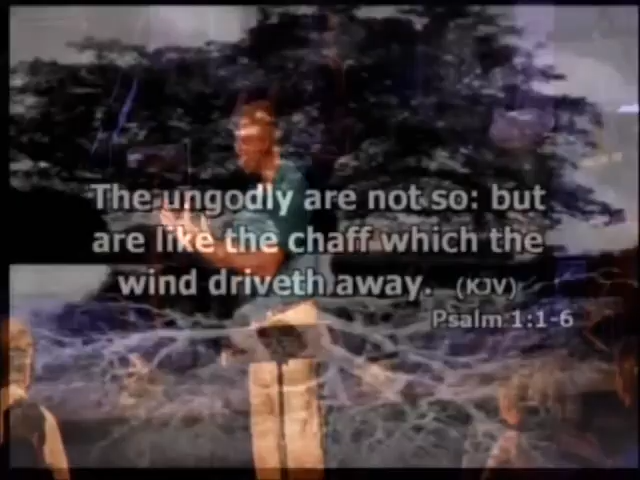 The ungodly are not so: but
are like the chaff which the
wind driveth away. (KJV)
Psalm 1:1-6